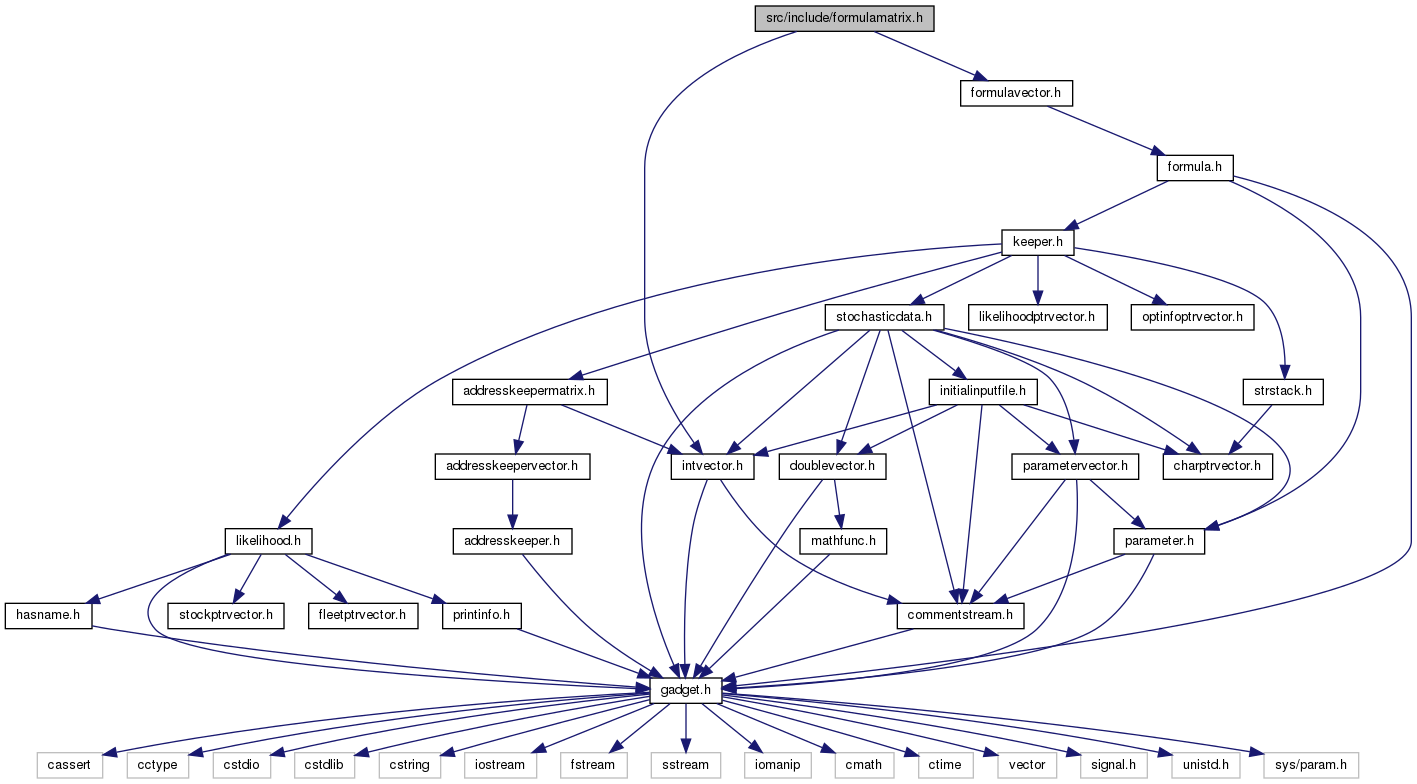 src/include/formulamatrix.h
formulavector.h
formula.h
keeper.h
stochasticdata.h
likelihoodptrvector.h
optinfoptrvector.h
addresskeepermatrix.h
initialinputfile.h
strstack.h
addresskeepervector.h
intvector.h
doublevector.h
parametervector.h
charptrvector.h
likelihood.h
addresskeeper.h
mathfunc.h
parameter.h
hasname.h
stockptrvector.h
fleetptrvector.h
printinfo.h
commentstream.h
gadget.h
cassert
cctype
cstdio
cstdlib
cstring
iostream
fstream
sstream
iomanip
cmath
ctime
vector
signal.h
unistd.h
sys/param.h